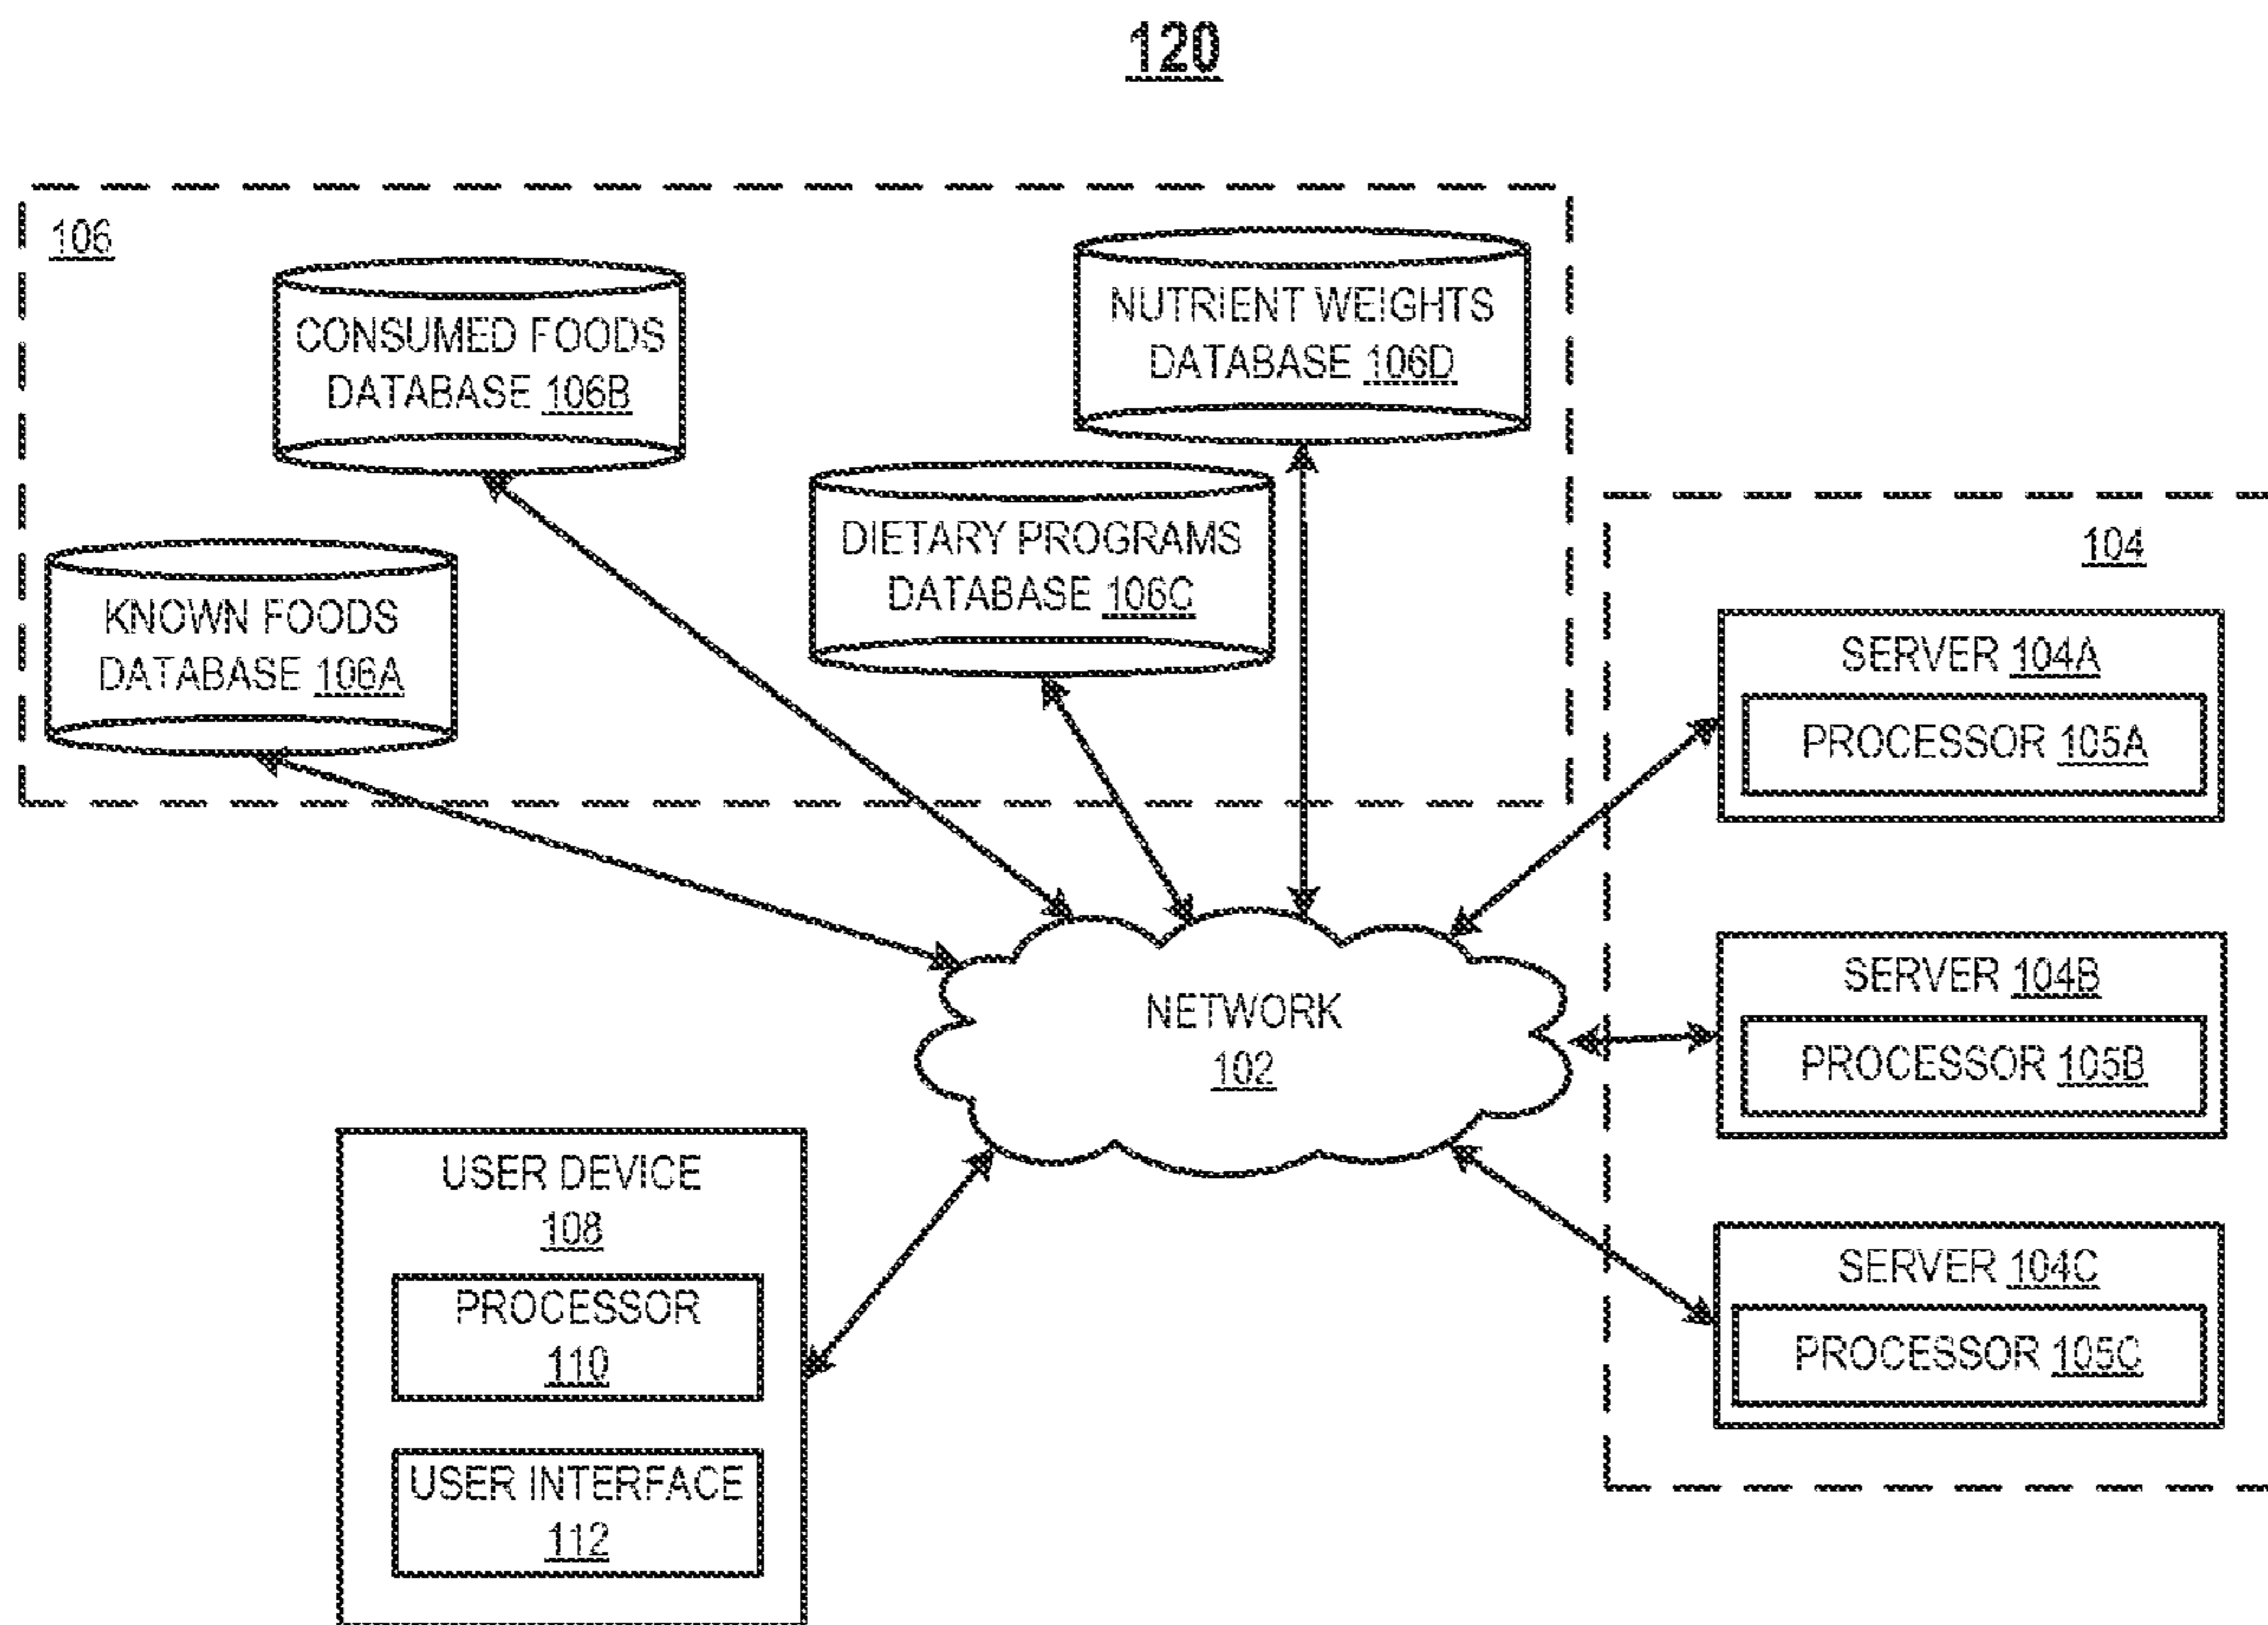 120
106
CONSUMED FOODS
DATABASE 106B
NUTRIENT WEIGHTS
DATABASE 106D
KNOWN FOODS
DATABASE 106A
DIETARY PROGRAMS
DATABASE 106C
104
SERVER 104A
PROCESSOR 105A
SERVER 104B
PROCESSOR 105B
SERVER 104C
PROCESSOR 105C
NETWORK
102
USER DEVICE
108
PROCESSOR
110
USER INTERFACE
112